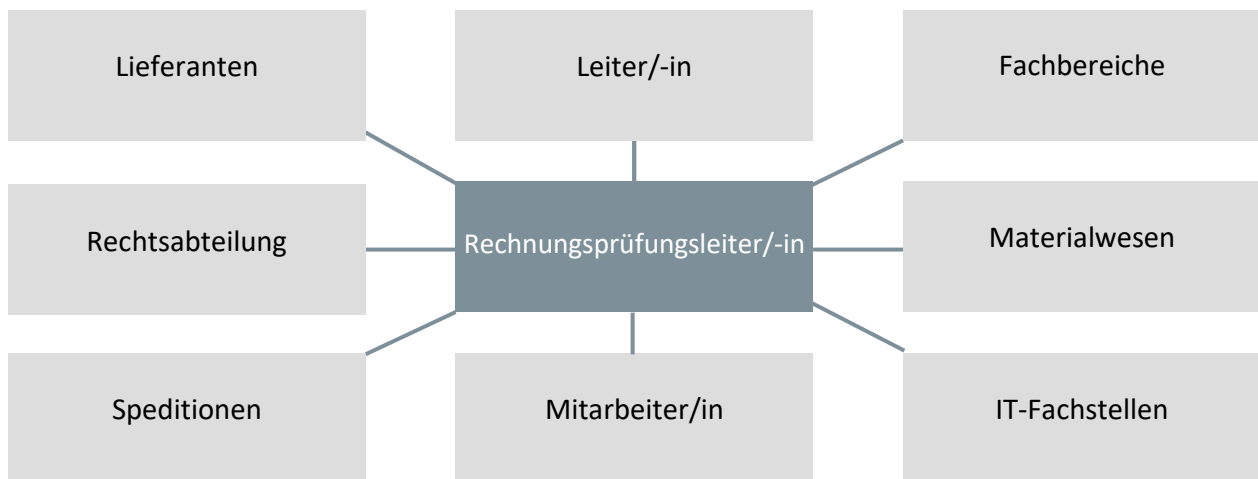 Lieferanten
Leiter/-in
Fachbereiche
Rechtsabteilung
Rechnungsprüfungsleiter/-in
Materialwesen
Speditionen
Mitarbeiter/in
IT-Fachstellen